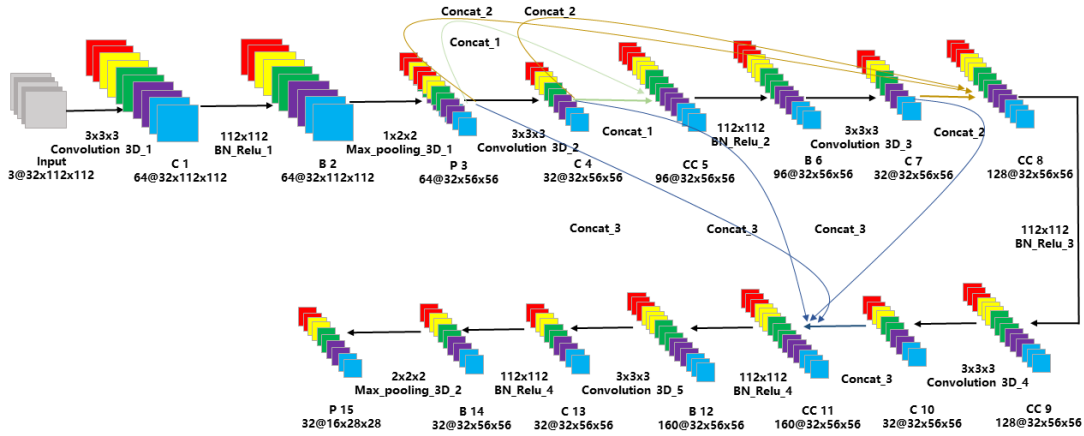 Concat_2
Concat_2
Concat_1
3x3x3
Convolution 3D_1
112x112
BN_Relu_1
1x2x2
Max_pooling_3D_1
3x3x3
Convolution 3D_2
Concat_1
112x112
BN_Relu_2
3x3x3
Convolution 3D_3
Concat_2
Input
3@32x112x112
C 1
64@32x112x112
B 2
64@32x112x112
P 3
64@32x56x56
C 4
32@32x56x56
CC 5
96@32x56x56
B 6
96@32x56x56
C 7
32@32x56x56
CC 8
128@32x56x56
Concat_3
Concat_3
Concat_3
112x112
BN_Relu_3
2x2x2
Max_pooling_3D_2
112x112
BN_Relu_4
3x3x3
Convolution 3D_5
112x112
BN_Relu_4
Concat_3
3x3x3
Convolution 3D_4
P 15
32@16x28x28
B 14
32@32x56x56
C 13
32@32x56x56
B 12
160@32x56x56
CC 11
160@32x56x56
C 10
32@32x56x56
CC 9
128@32x56x56